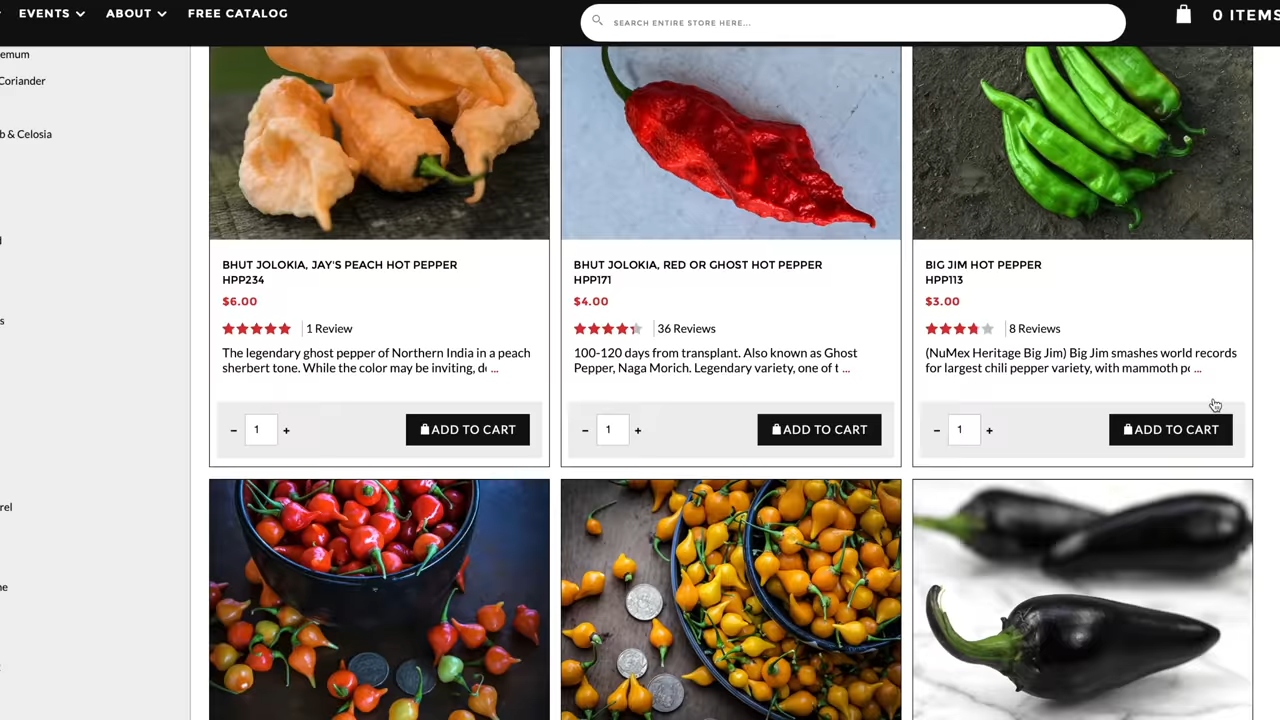 EVENTS ABOUT FREE CATALOG
SEARCH ENTIRE STORE HERE...
0 ITEMS
Coriander
b & Celosia
BHUT JOLOKIA, JAY'S PEACH HOT PEPPER
HPP234
$6.00
1 Review
The legendary ghost pepper of Northern India in a peach
sherbert tone. While the color may be inviting, d ...
1
ADD TO CART
BHUT JOLOKIA, RED OR GHOST HOT PEPPER
HPP171
$4.00
36 Reviews
100-120 days from transplant. Also known as Ghost
Pepper, Naga Morich. Legendary variety, one of t ...
1
ADD TO CART
BIG JIM HOT PEPPER
HPP113
$3.00
8 Reviews
(NuMex Heritage Big Jim) Big Jim smashes world records
for largest chili pepper variety, with mammoth p ...
1
ADD TO CART